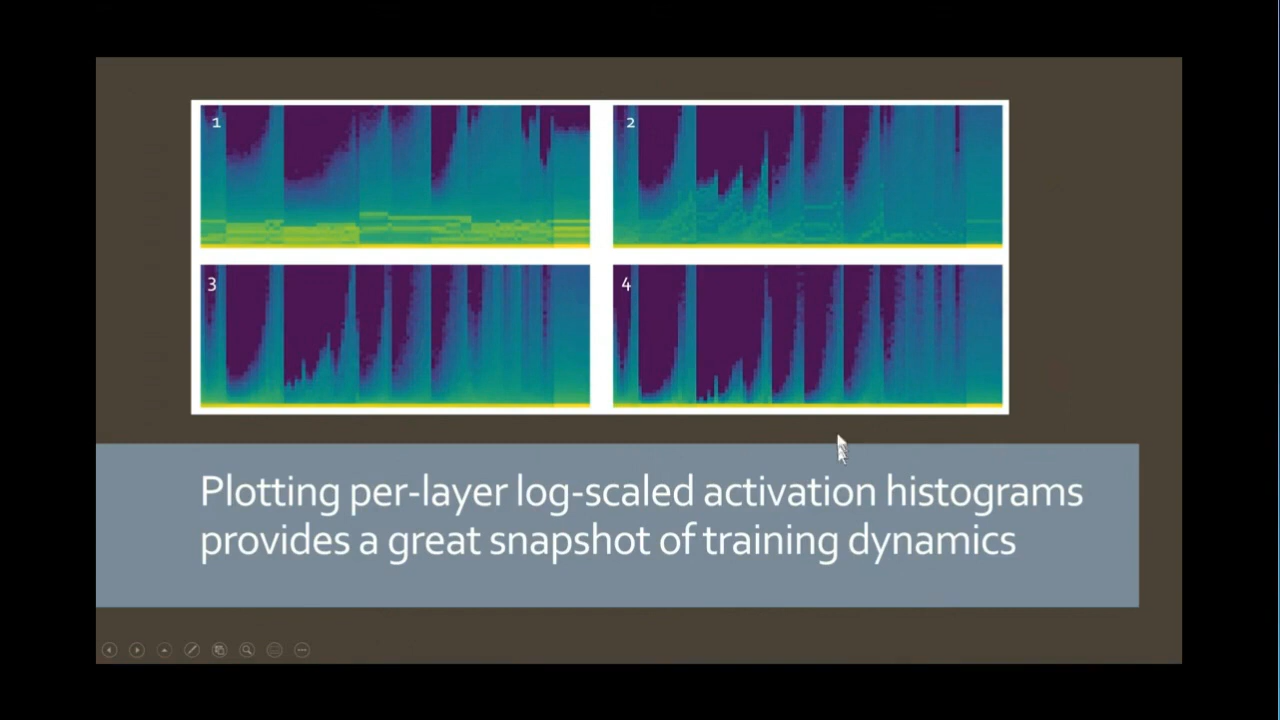 1
2
3
4
Plotting per-layer log-scaled activation histograms
provides a great snapshot of training dynamics